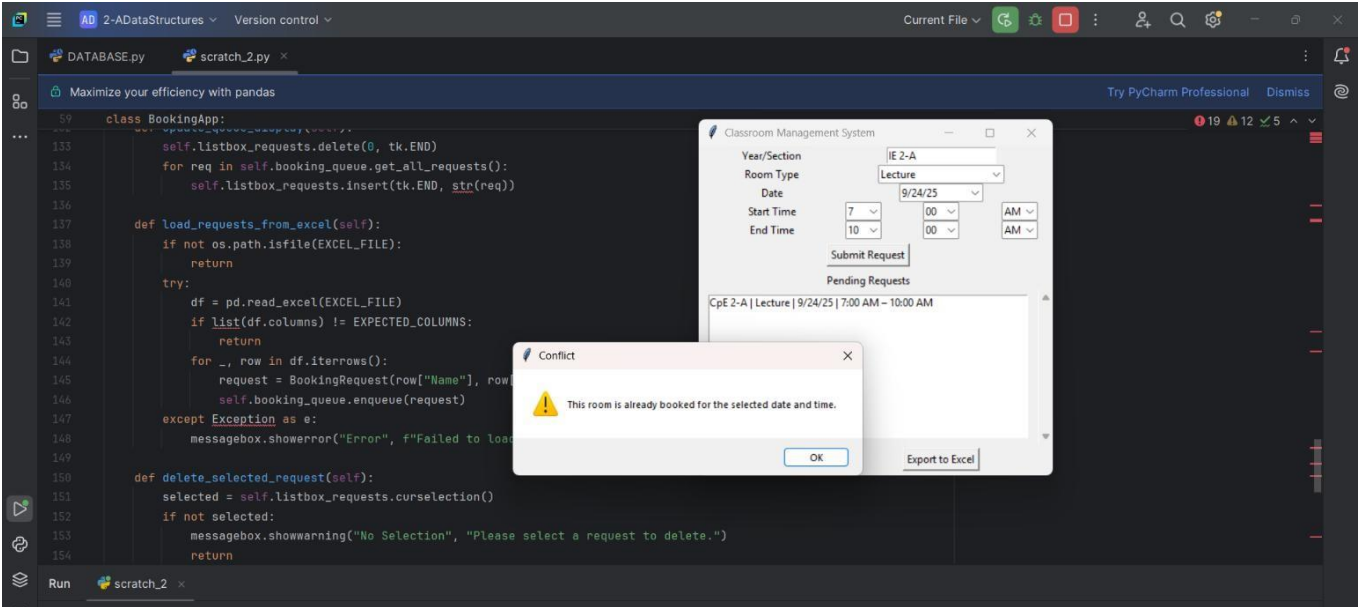 AD 2-ADataStructures Version control Current File
DATABASE.py scratch_2.py
Maximize your efficiency with pandas Try PyCharm Professional Dismiss
59 class BookingApp: 19 12 5
133 self.listbox_requests.delete(0, tk.END)
134 for req in self.booking_queue.get_all_requests():
135 self.listbox_requests.insert(tk.END, str(req))
136
137 def load_requests_from_excel(self):
138 if not os.path.isfile(EXCEL_FILE):
139 return
140 try:
141 df = pd.read_excel(EXCEL_FILE)
142 if list(df.columns) != EXPECTED_COLUMNS:
143 return
144 for _, row in df.iterrows():
145 request = BookingRequest(row["Name"], row[
146 self.booking_queue.enqueue(request)
147 except Exception as e:
148 messagebox.showerror("Error", f"Failed to load
149
150 def delete_selected_request(self):
151 selected = self.listbox_requests.curselection()
152 if not selected:
153 messagebox.showwarning("No Selection", "Please select a request to delete.")
154 return
Run scratch_2
Classroom Management System
Year/Section IE 2-A
Room Type Lecture
Date 9/24/25
Start Time 7 00 AM
End Time 10 00 AM
Submit Request
Pending Requests
CpE 2-A | Lecture | 9/24/25 | 7:00 AM – 10:00 AM
Export to Excel
Conflict
This room is already booked for the selected date and time.
OK